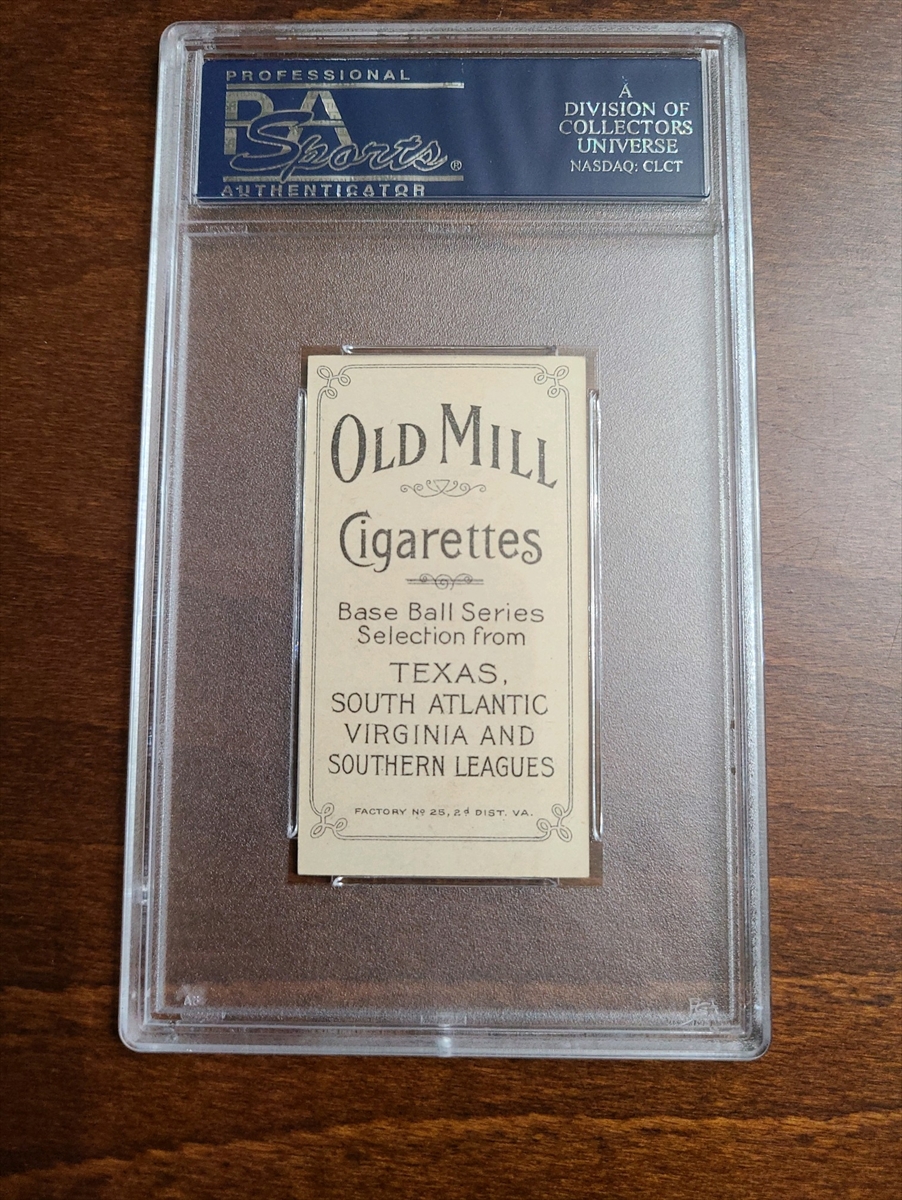 PROFESSIONAL
PSA
Sports®
AUTHENTICATOR
A
DIVISION OF
COLLECTORS
UNIVERSE
NASDAQ: CLCT
OLD MILL
Cigarettes
Base Ball Series
Selection from
TEXAS,
SOUTH ATLANTIC
VIRGINIA AND
SOUTHERN LEAGUES
FACTORY Nº 25, 2d DIST. VA.